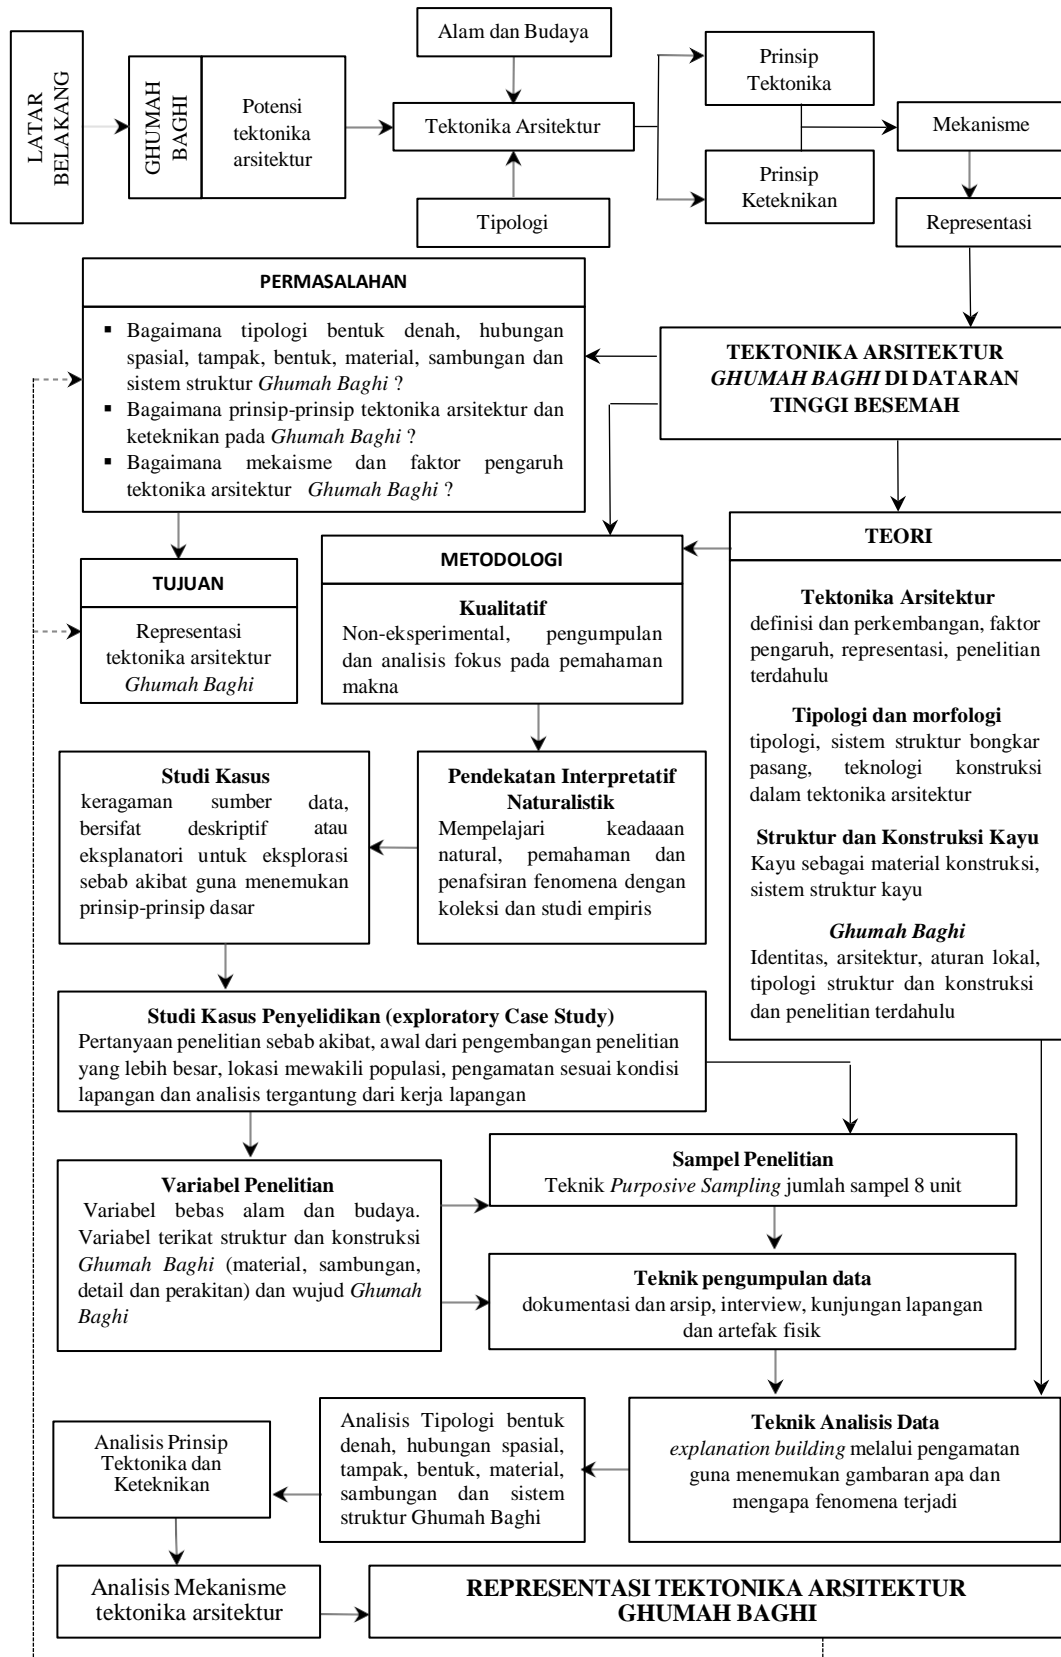 Alam dan Budaya
LATAR
BELAKANG
GHUMAH
BAGHI
Potensi
tektonika
arsitektur
Tektonika Arsitektur
Tipologi
Prinsip
Tektonika
Prinsip
Keteknikan
Mekanisme
Representasi
PERMASALAHAN
▪ Bagaimana tipologi bentuk denah, hubungan
spasial, tampak, bentuk, material, sambungan dan
sistem struktur Ghumah Baghi ?
▪ Bagaimana prinsip-prinsip tektonika arsitektur dan
keteknikan pada Ghumah Baghi ?
▪ Bagaimana mekaisme dan faktor pengaruh
tektonika arsitektur Ghumah Baghi ?
TEKTONIKA ARSITEKTUR
GHUMAH BAGHI DI DATARAN
TINGGI BESEMAH
TUJUAN
Representasi
tektonika arsitektur
Ghumah Baghi
METODOLOGI
Kualitatif
Non-eksperimental, pengumpulan
dan analisis fokus pada pemahaman
makna
TEORI
Tektonika Arsitektur
definisi dan perkembangan, faktor
pengaruh, representasi, penelitian
terdahulu
Tipologi dan morfologi
tipologi, sistem struktur bongkar
pasang, teknologi konstruksi
dalam tektonika arsitektur
Struktur dan Konstruksi Kayu
Kayu sebagai material konstruksi,
sistem struktur kayu
Ghumah Baghi
Identitas, arsitektur, aturan lokal,
tipologi struktur dan konstruksi
dan penelitian terdahulu
Studi Kasus
keragaman sumber data,
bersifat deskriptif atau
eksplanatori untuk eksplorasi
sebab akibat guna menemukan
prinsip-prinsip dasar
Pendekatan Interpretatif
Naturalistik
Mempelajari keadaaan
natural, pemahaman dan
penafsiran fenomena dengan
koleksi dan studi empiris
Studi Kasus Penyelidikan (exploratory Case Study)
Pertanyaan penelitian sebab akibat, awal dari pengembangan penelitian
yang lebih besar, lokasi mewakili populasi, pengamatan sesuai kondisi
lapangan dan analisis tergantung dari kerja lapangan
Variabel Penelitian
Variabel bebas alam dan budaya.
Variabel terikat struktur dan konstruksi
Ghumah Baghi (material, sambungan,
detail dan perakitan) dan wujud Ghumah
Baghi
Sampel Penelitian
Teknik Purposive Sampling jumlah sampel 8 unit
Teknik pengumpulan data
dokumentasi dan arsip, interview, kunjungan lapangan
dan artefak fisik
Teknik Analisis Data
explanation building melalui pengamatan
guna menemukan gambaran apa dan
mengapa fenomena terjadi
Analisis Tipologi bentuk
denah, hubungan spasial,
tampak, bentuk, material,
sambungan dan sistem
struktur Ghumah Baghi
Analisis Prinsip
Tektonika dan
Keteknikan
Analisis Mekanisme
tektonika arsitektur
REPRESENTASI TEKTONIKA ARSITEKTUR
GHUMAH BAGHI